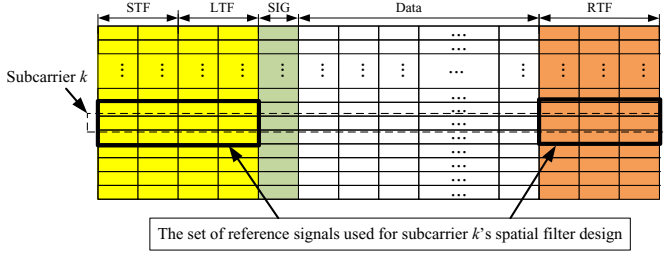 STF LTF SIG Data RTF
Subcarrier k
The set of reference signals used for subcarrier k's spatial filter design